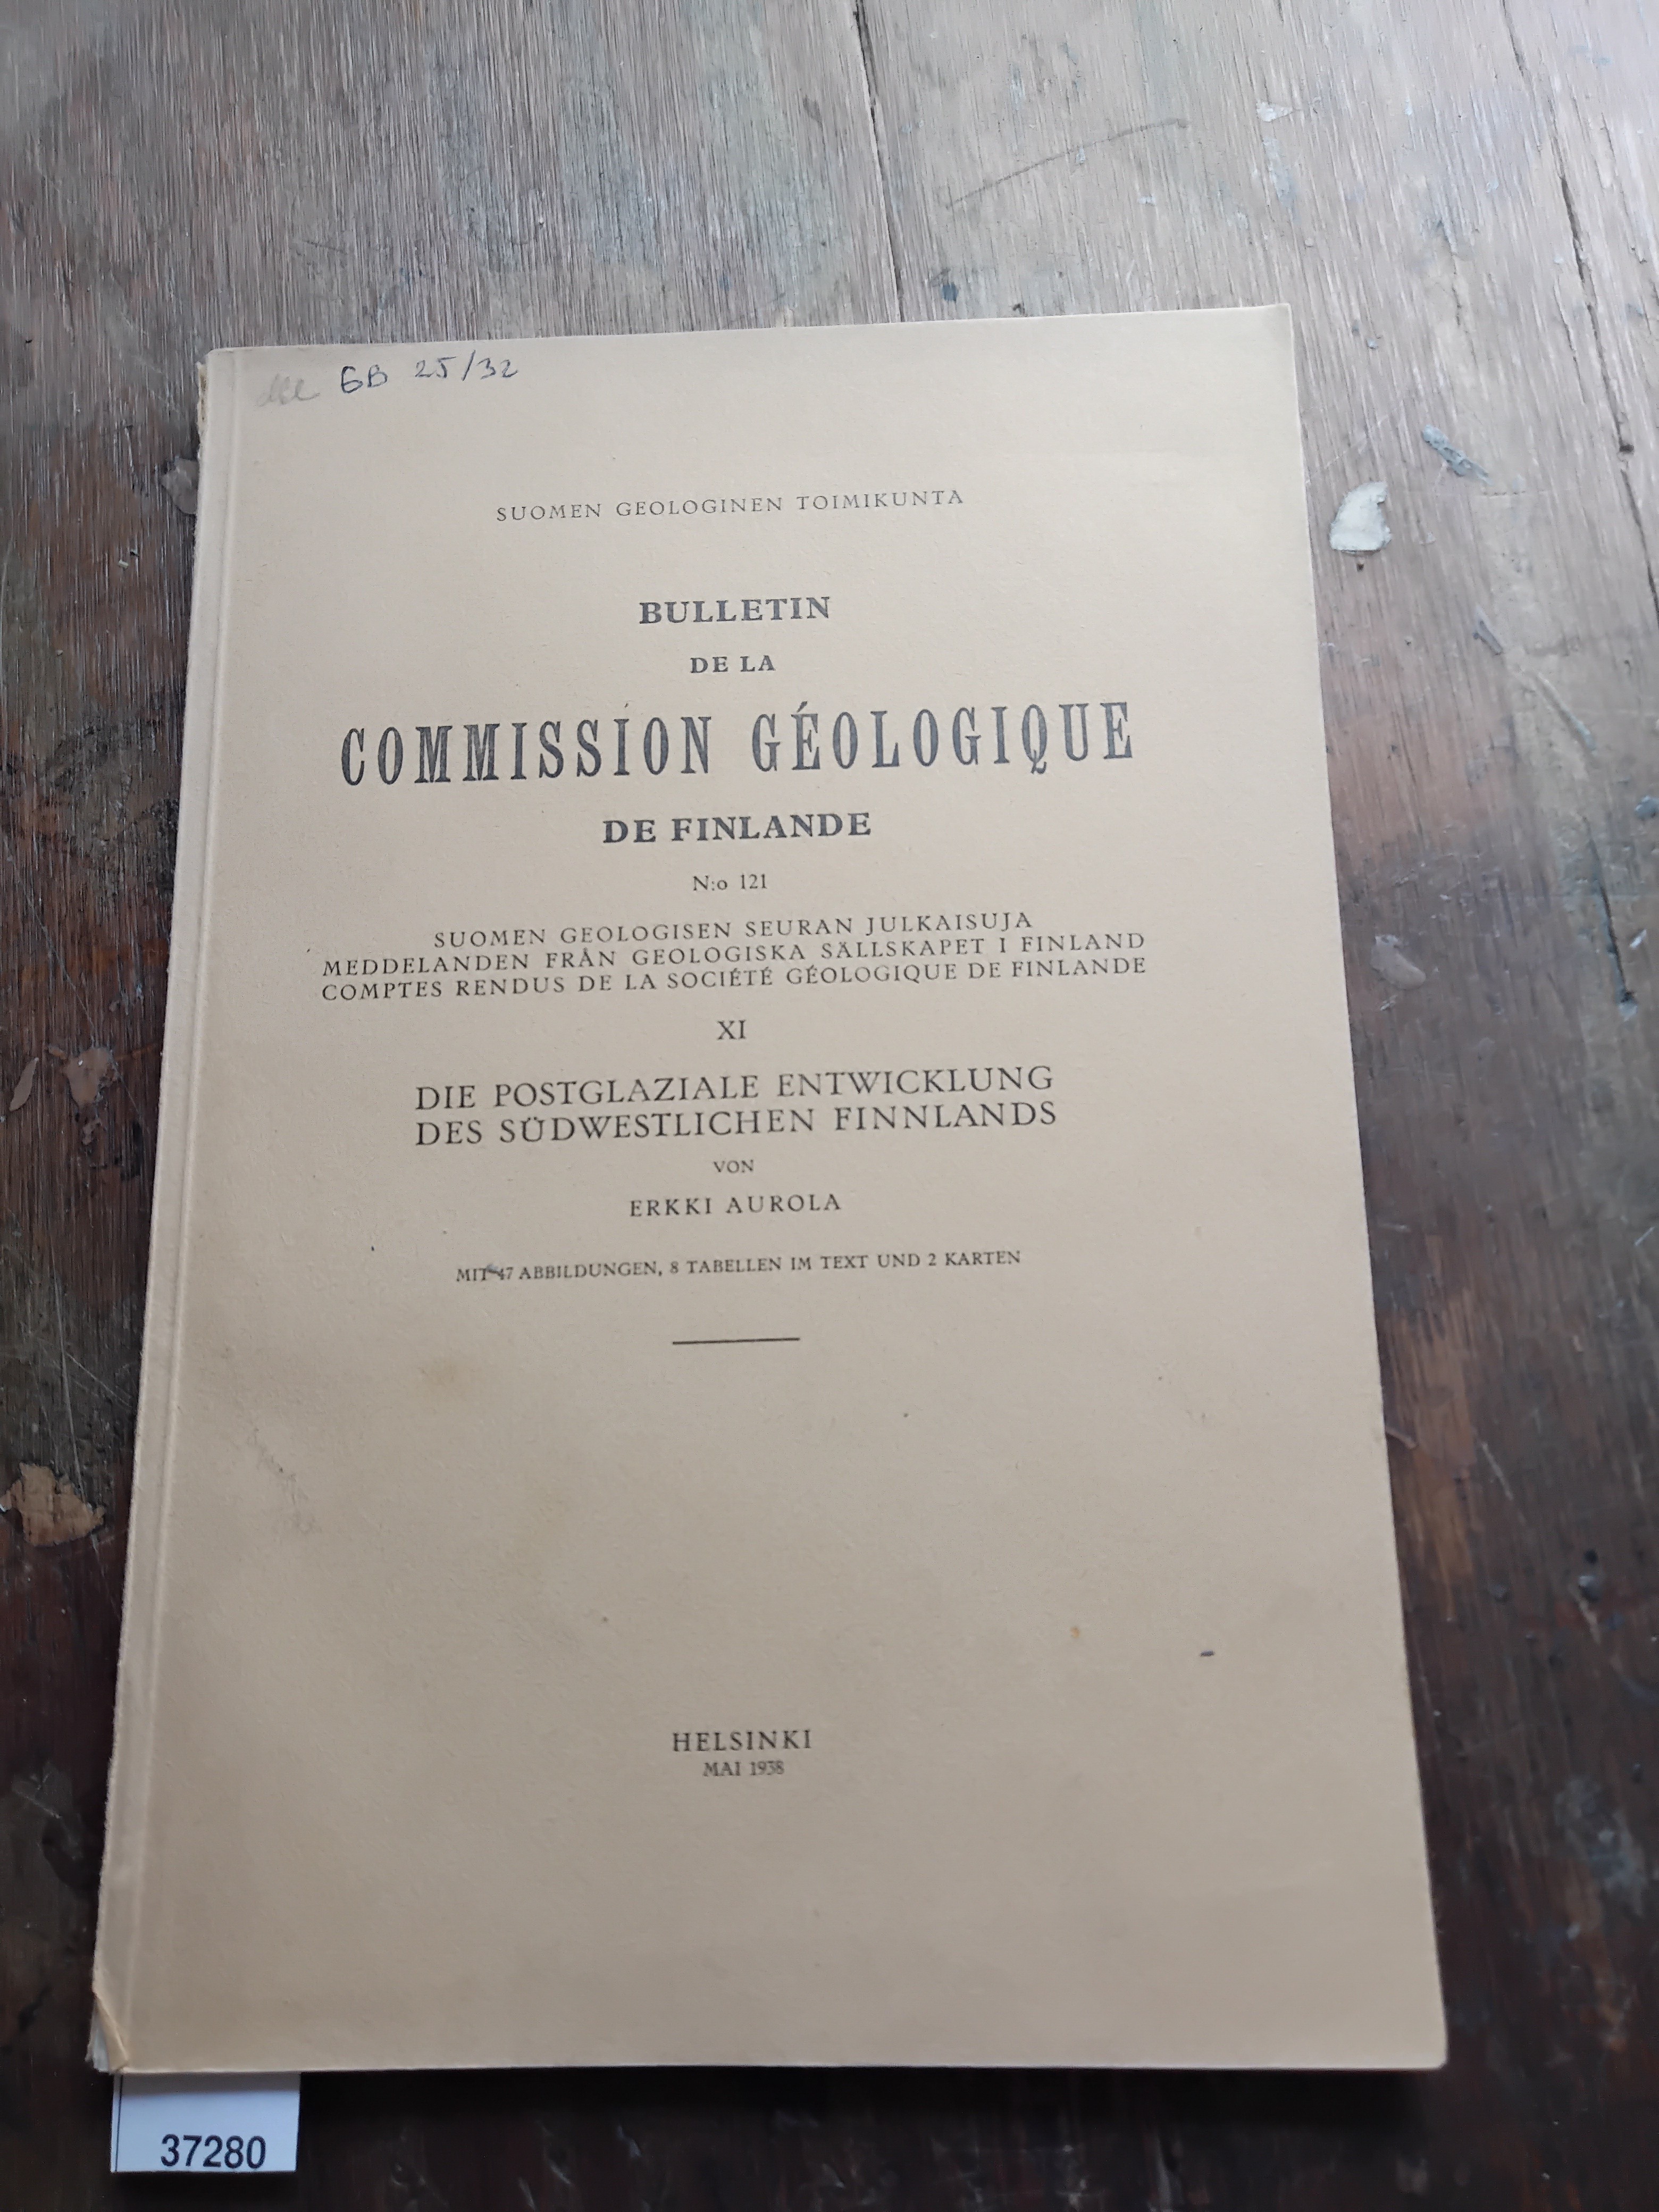 GB 25/32
SUOMEN GEOLOGINEN TOIMIKUNTA
BULLETIN
DE LA
COMMISSION GÉOLOGIQUE
DE FINLANDE
N:o 121
SUOMEN GEOLOGISEN SEURAN JULKAISUJA
MEDDELANDEN FRÅN GEOLOGISKA SÄLLSKAPET I FINLAND
COMPTES RENDUS DE LA SOCIÉTÉ GÉOLOGIQUE DE FINLANDE
XI
DIE POSTGLAZIALE ENTWICKLUNG
DES SÜDWESTLICHEN FINNLANDS
VON
ERKKI AUROLA
MIT 47 ABBILDUNGEN, 8 TABELLEN IM TEXT UND 2 KARTEN
HELSINKI
MAI 1938
37280